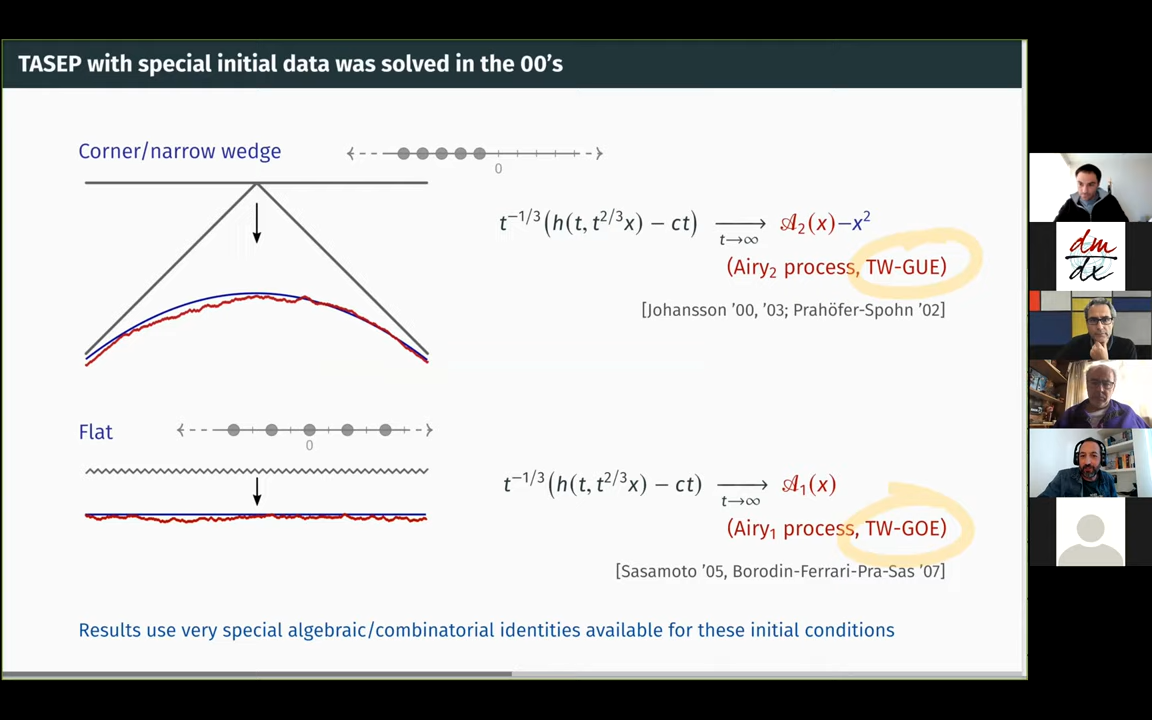 TASEP with special initial data was solved in the 00's
Corner/narrow wedge
0
t^{-1/3}(h(t, t^{2/3}x) − ct) ⟶ 𝒜₂(x)−x²
t→∞
(Airy₂ process, TW-GUE)
[Johansson '00, '03; Prahöfer-Spohn '02]
Flat
0
t^{-1/3}(h(t, t^{2/3}x) − ct) ⟶ 𝒜₁(x)
t→∞
(Airy₁ process, TW-GOE)
[Sasamoto '05, Borodin-Ferrari-Pra-Sas '07]
Results use very special algebraic/combinatorial identities available for these initial conditions
dm
dx